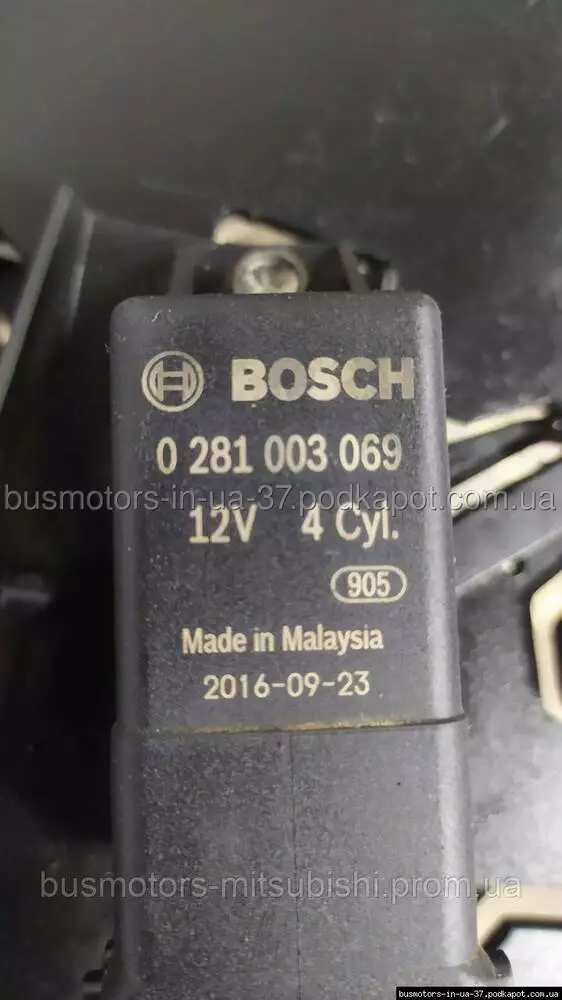 BOSCH
0 281 003 069
busmotors-in-ua-37.podkapot.com.ua
12V 4 Cyl.
905
Made in Malaysia
2016-09-23
busmotors-mitsubishi.prom.ua
busmotors-in-ua-37.podkapot.com.ua